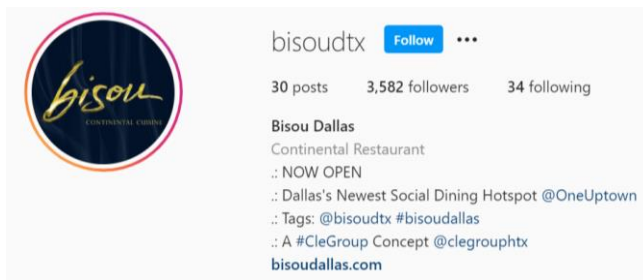 bisou
CONTINENTAL CUISINE
bisoudtx Follow •••
30 posts 3,582 followers 34 following
Bisou Dallas
Continental Restaurant
.: NOW OPEN
.: Dallas's Newest Social Dining Hotspot @OneUptown
.: Tags: @bisoudtx #bisoudallas
.: A #CleGroup Concept @clegrouphtx
bisoudallas.com